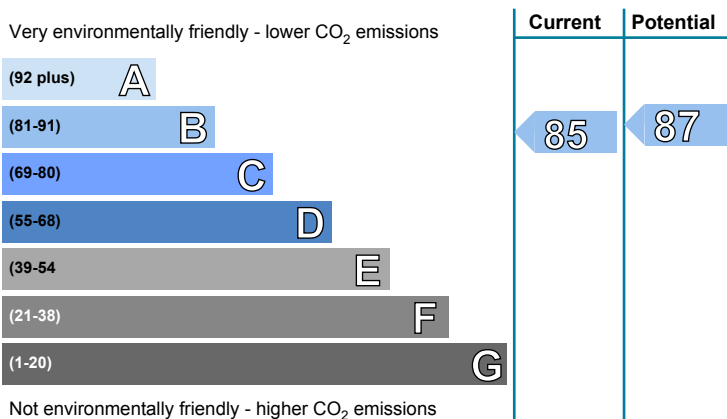 Current Potential
Very environmentally friendly - lower CO2 emissions
(92 plus) A
(81-91) B
85 87
(69-80) C
(55-68) D
(39-54 E
(21-38) F
(1-20) G
Not environmentally friendly - higher CO2 emissions